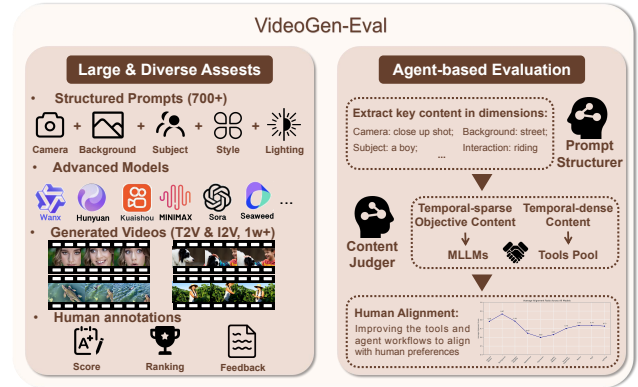 VideoGen-Eval
Large & Diverse Assests
• Structured Prompts (700+)
+ + + +
Camera Background Subject Style Lighting
• Advanced Models
Wanx Hunyuan Kuaishou MINIMAX Sora Seaweed ...
• Generated Videos (T2V & I2V, 1w+)
• Human annotations
A+
Score Ranking Feedback
Agent-based Evaluation
Extract key content in dimensions:
Camera: close up shot; Background: street;
Subject: a boy; Interaction: riding
...
Prompt
Structurer
Content
Judger
Temporal-sparse
Objective Content
MLLMs
Temporal-dense
Content
Tools Pool
Human Alignment:
Improving the tools and
agent workflows to align
with human preferences